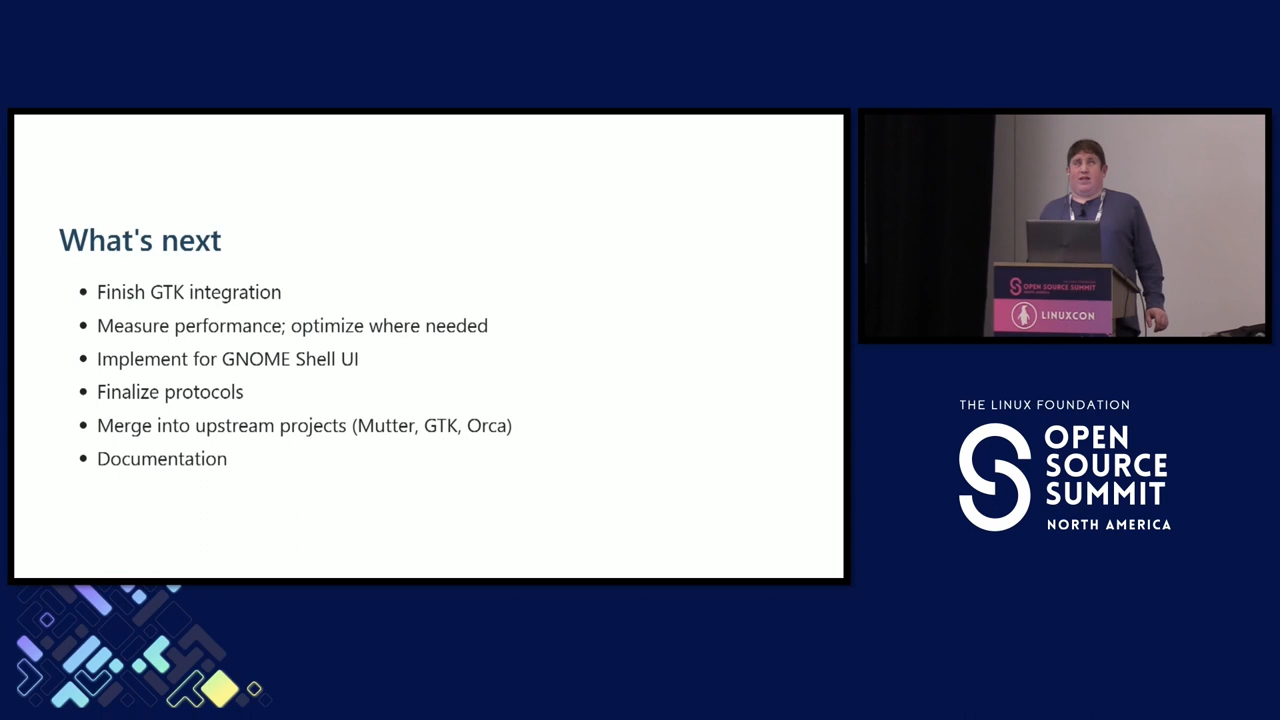 What's next
Finish GTK integration
Measure performance; optimize where needed
Implement for GNOME Shell UI
Finalize protocols
Merge into upstream projects (Mutter, GTK, Orca)
Documentation
OPEN SOURCE SUMMIT
LINUXCON
THE LINUX FOUNDATION
OPEN
SOURCE
SUMMIT
NORTH AMERICA